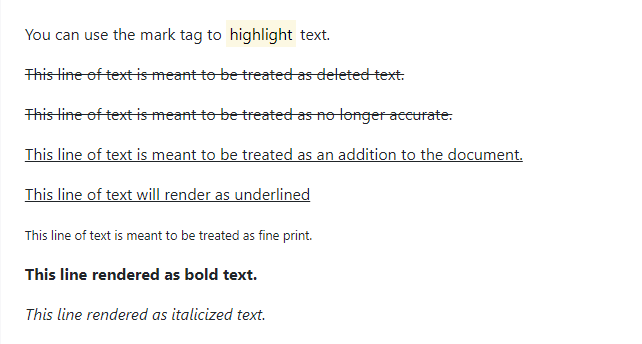 You can use the mark tag to highlight text.
This line of text is meant to be treated as deleted text.
This line of text is meant to be treated as no longer accurate.
This line of text is meant to be treated as an addition to the document.
This line of text will render as underlined
This line of text is meant to be treated as fine print.
This line rendered as bold text.
This line rendered as italicized text.